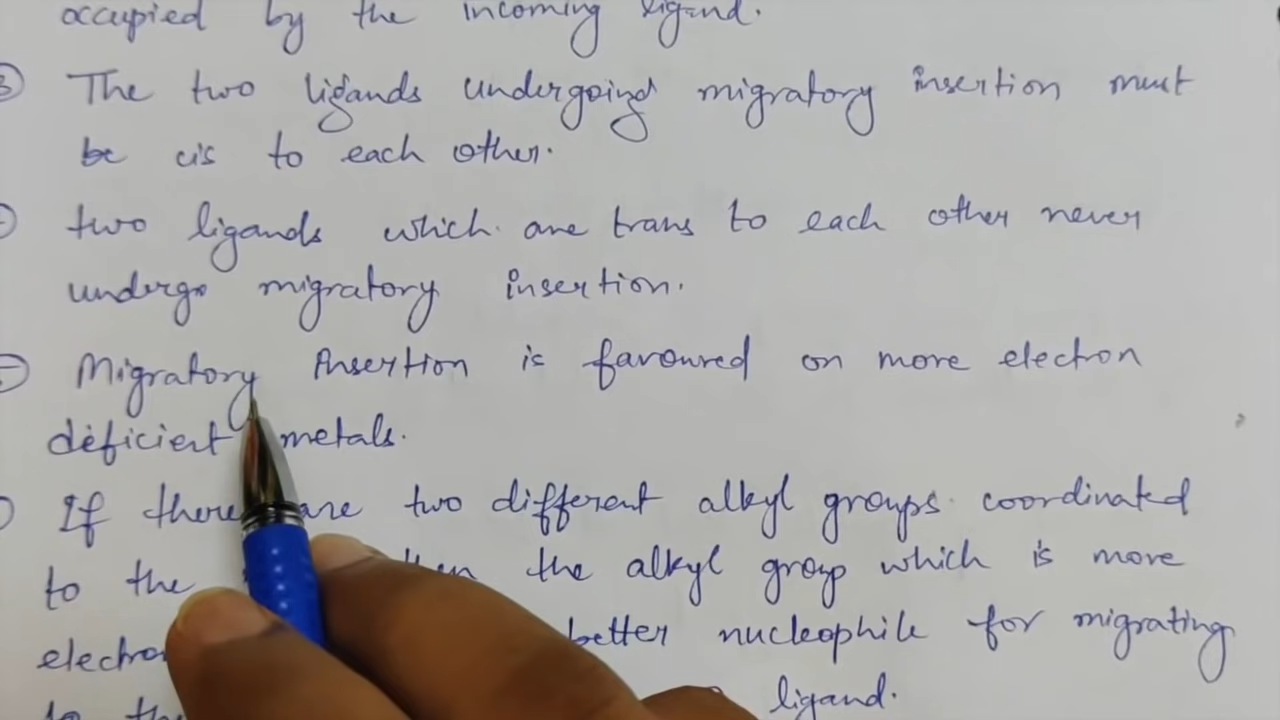 occupied by the incoming ligand.
3 The two ligands undergoing migratory insertion must
be cis to each other.
two ligands which are trans to each other never
undergo migratory insertion.
Migratory Insertion is favoured on more electron
deficient metals.
If there are two different alkyl groups coordinated
to the the alkyl group which is more
better nucleophile for migrating
to ligand.